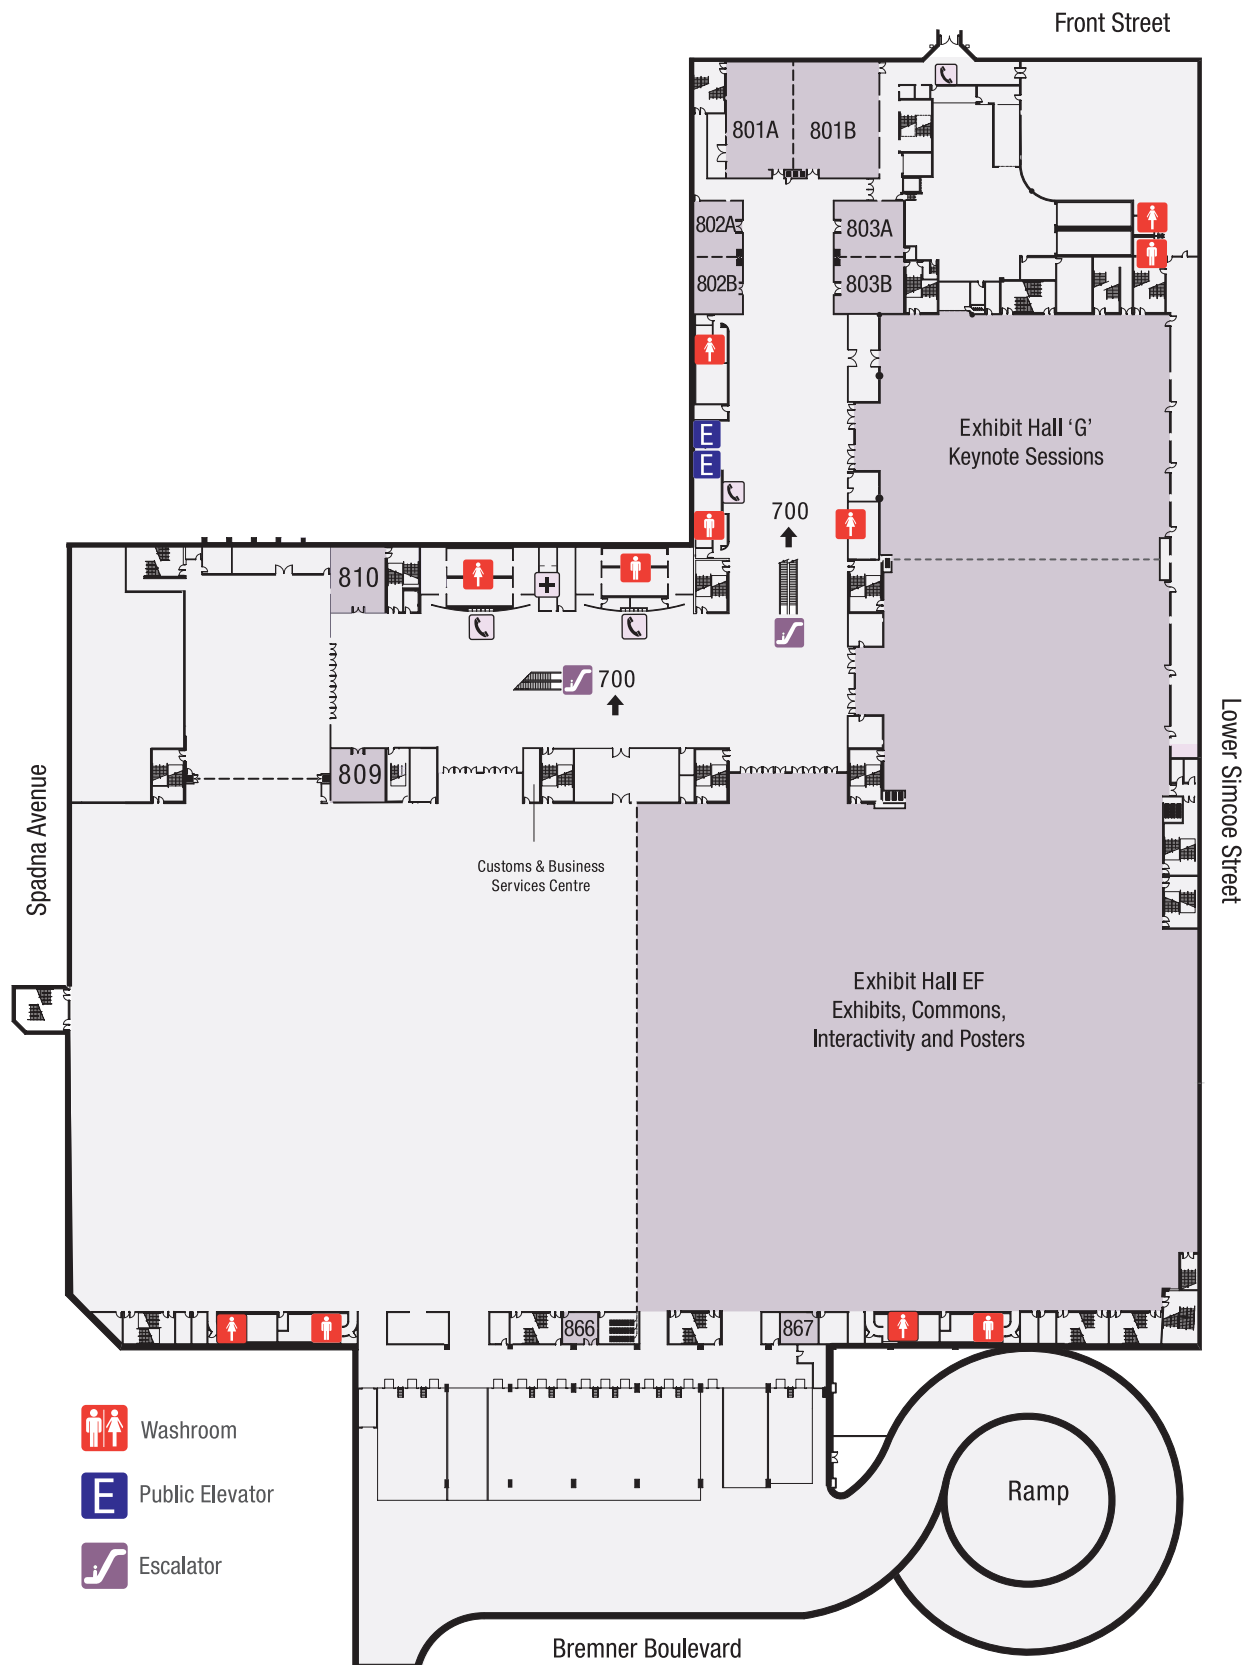 Front Street
801A
801B
802A
803A
802B
803B
E
E
Exhibit Hall ‘G’
Keynote Sessions
700
810
700
809
Customs & Business
Services Centre
Spadna Avenue
Lower Simcoe Street
Exhibit Hall EF
Exhibits, Commons,
Interactivity and Posters
866
867
Washroom
E
Public Elevator
Escalator
Ramp
Bremner Boulevard